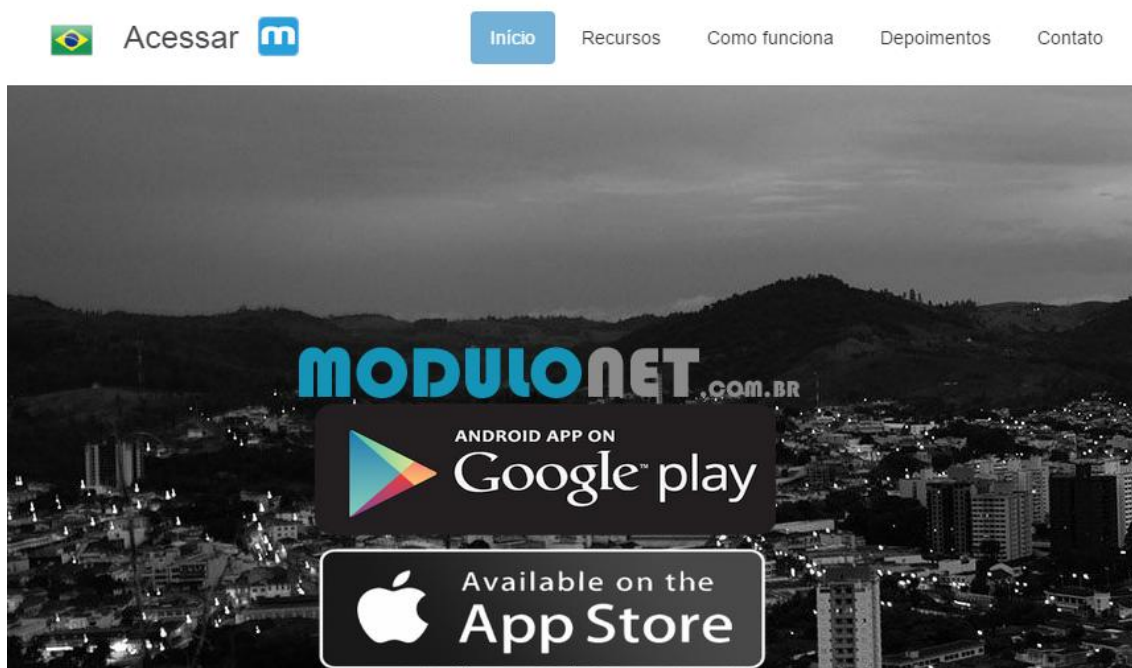 Acessar m
Início Recursos Como funciona Depoimentos Contato
MODULONET.COM.BR
ANDROID APP ON
Google™ play
Available on the
App Store